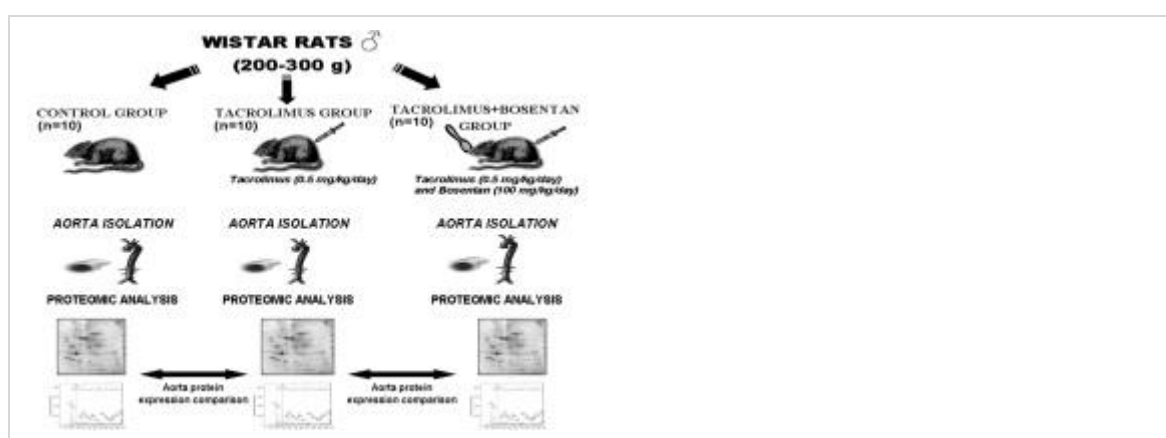 WISTAR RATS ♂
(200-300 g)
CONTROL GROUP
(n=10)
TACROLIMUS GROUP
(n=10)
Tacrolimus (0.5 mg/kg/day)
TACROLIMUS+BOSENTAN
(n=10)
GROUP
Tacrolimus (0.5 mg/kg/day)
and Bosentan (100 mg/kg/day)
AORTA ISOLATION
AORTA ISOLATION
AORTA ISOLATION
PROTEOMIC ANALYSIS
PROTEOMIC ANALYSIS
PROTEOMIC ANALYSIS
Aorta protein
expression comparison
Aorta protein
expression comparison